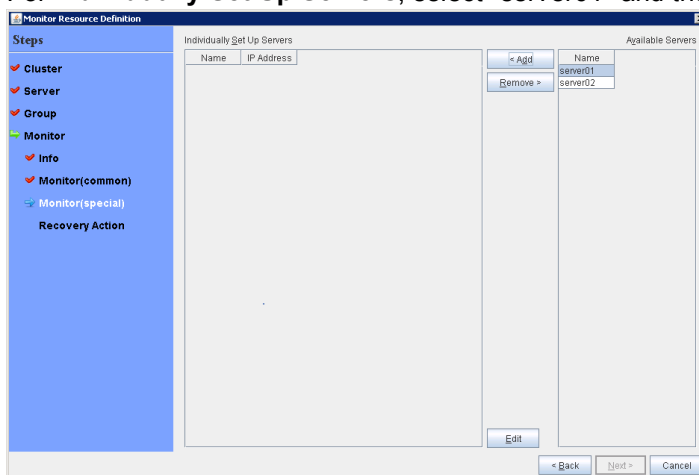 Monitor Resource Definition
Steps
Cluster
Server
Group
Monitor
Info
Monitor(common)
Monitor(special)
Recovery Action
Individually Set Up Servers
Name IP Address
< Add
Remove >
Edit
Available Servers
Name
server01
server02
< Back Next > Cancel